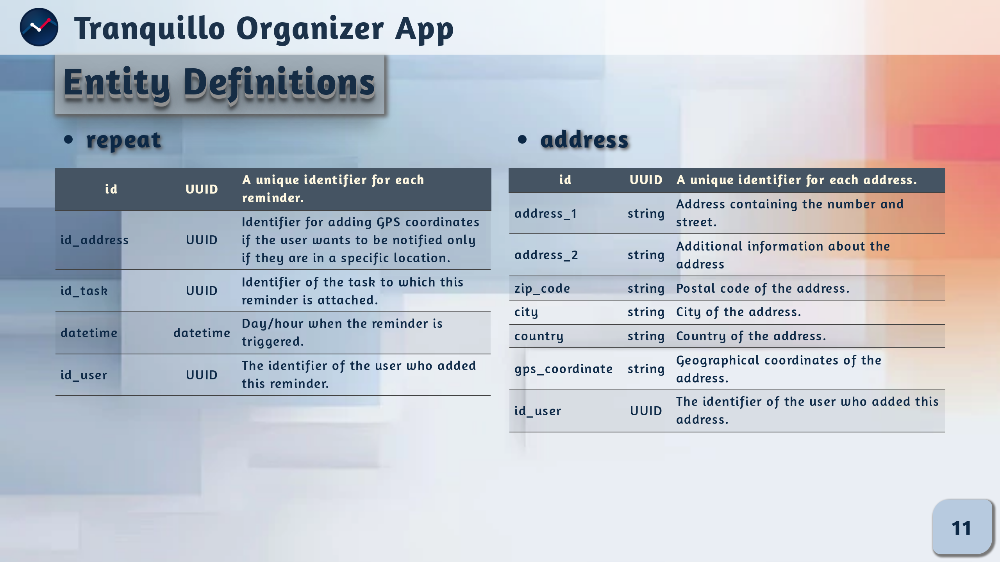 Tranquillo Organizer App
Entity Definitions
• repeat
id UUID A unique identifier for each
reminder.
id_address UUID Identifier for adding GPS coordinates
if the user wants to be notified only
if they are in a specific location.
id_task UUID Identifier of the task to which this
reminder is attached.
datetime datetime Day/hour when the reminder is
triggered.
id_user UUID The identifier of the user who added
this reminder.
• address
id UUID A unique identifier for each address.
address_1 string Address containing the number and
street.
address_2 string Additional information about the
address
zip_code string Postal code of the address.
city string City of the address.
country string Country of the address.
gps_coordinate string Geographical coordinates of the
address.
id_user UUID The identifier of the user who added this
address.
11